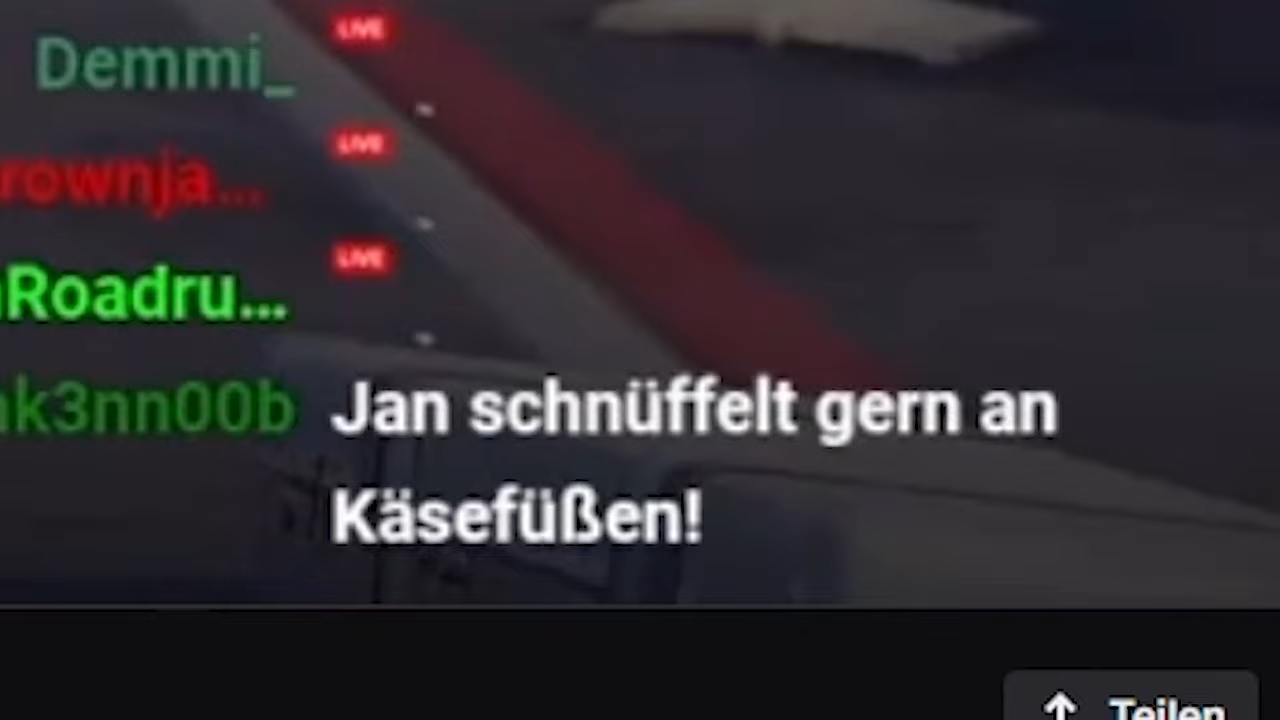 Demmi_ LIVE
rownja... LIVE
Roadru... LIVE
k3nn00b Jan schnüffelt gern an
Käsefüßen!
Teilen